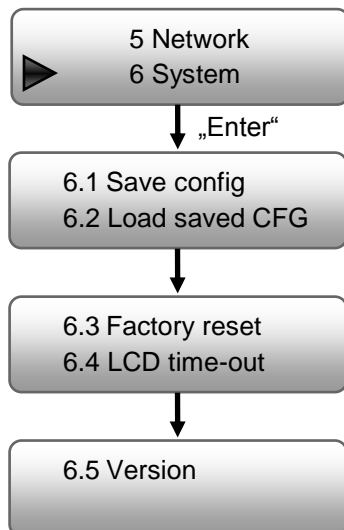 5 Network
6 System
„Enter“
6.1 Save config
6.2 Load saved CFG
6.3 Factory reset
6.4 LCD time-out
6.5 Version